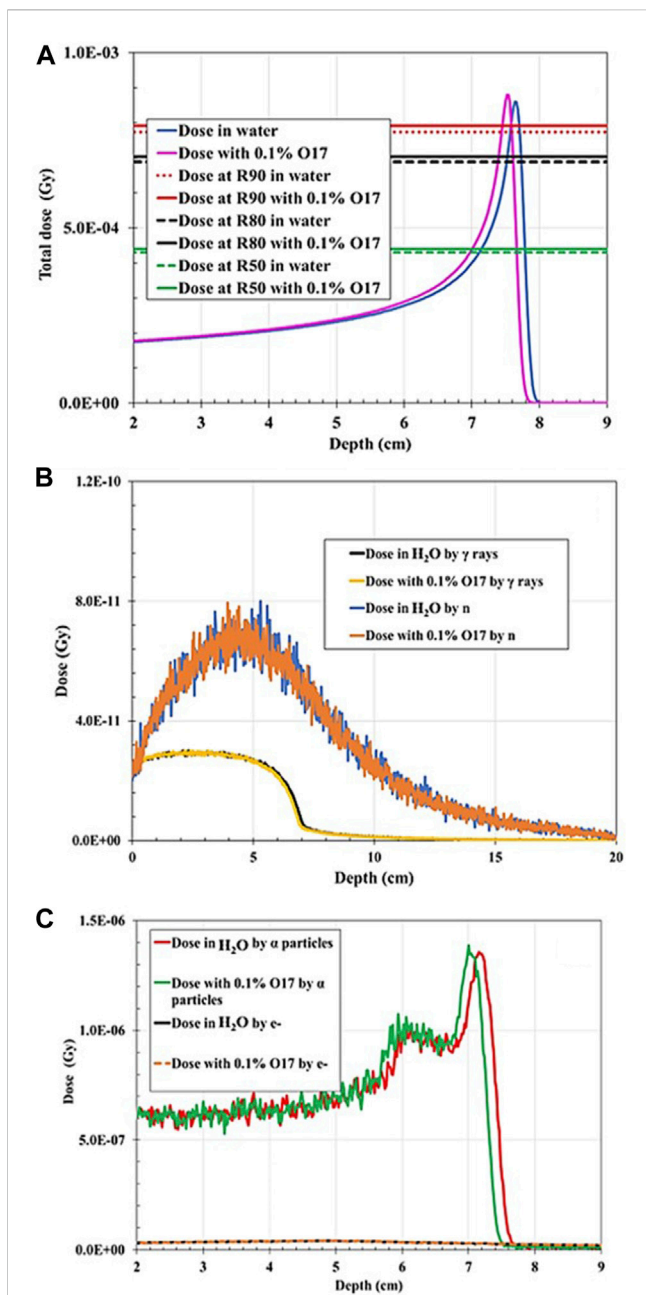 A
1.0E-03
Dose in water
Dose with 0.1% O17
Dose at R90 in water
Dose at R90 with 0.1% O17
Dose at R80 in water
Dose at R80 with 0.1% O17
Dose at R50 in water
Dose at R50 with 0.1% O17
Total dose (Gy)
5.0E-04
0.0E+00
2 2 4 5 6 7 8 9
Depth (cm)
B
1.2E-10
Dose in H₂O by γ rays
Dose with 0.1% O17 by γ rays
Dose in H₂O by n
Dose with 0.1% O17 by n
8.0E-11
Dose (Gy)
4.0E-11
0.0E+00
0 5 10 15 20
Depth (cm)
C
1.5E-06
Dose in H₂O by α particles
Dose with 0.1% O17 by α
particles
Dose in H₂O by e-
Dose with 0.1% O17 by e-
1.0E-06
Dose (Gy)
5.0E-07
0.0E+00
2 2 4 5 6 7 8 9
Depth (cm)